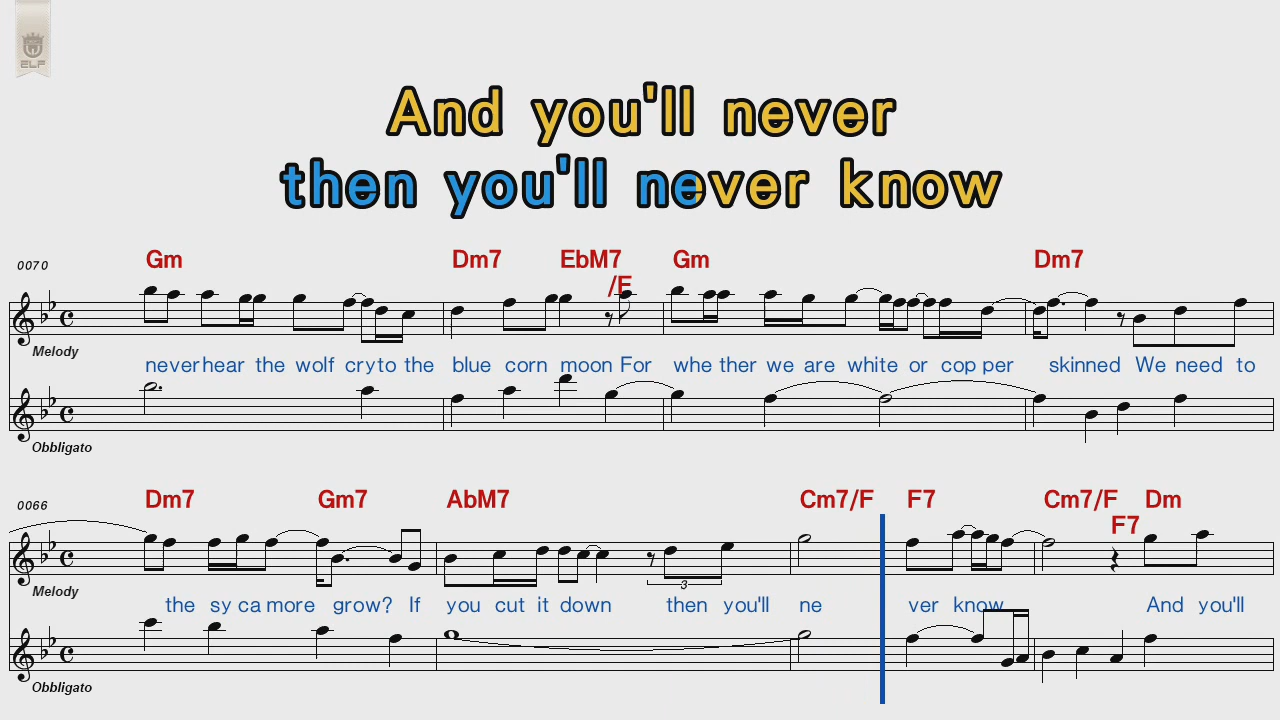 ELF
And you'll never
then you'll never know
Gm Dm7 EbM7 Gm Dm7
0070 /F
Melody
never hear the wolf cry to the blue corn moon For whe ther we are white or cop per skinned We need to
Obbligato
Dm7 Gm7 AbM7 Cm7/F F7 Cm7/F Dm
0066 F7
Melody
3
the sy ca more grow? If you cut it down then you'll ne ver know And you'll
Obbligato